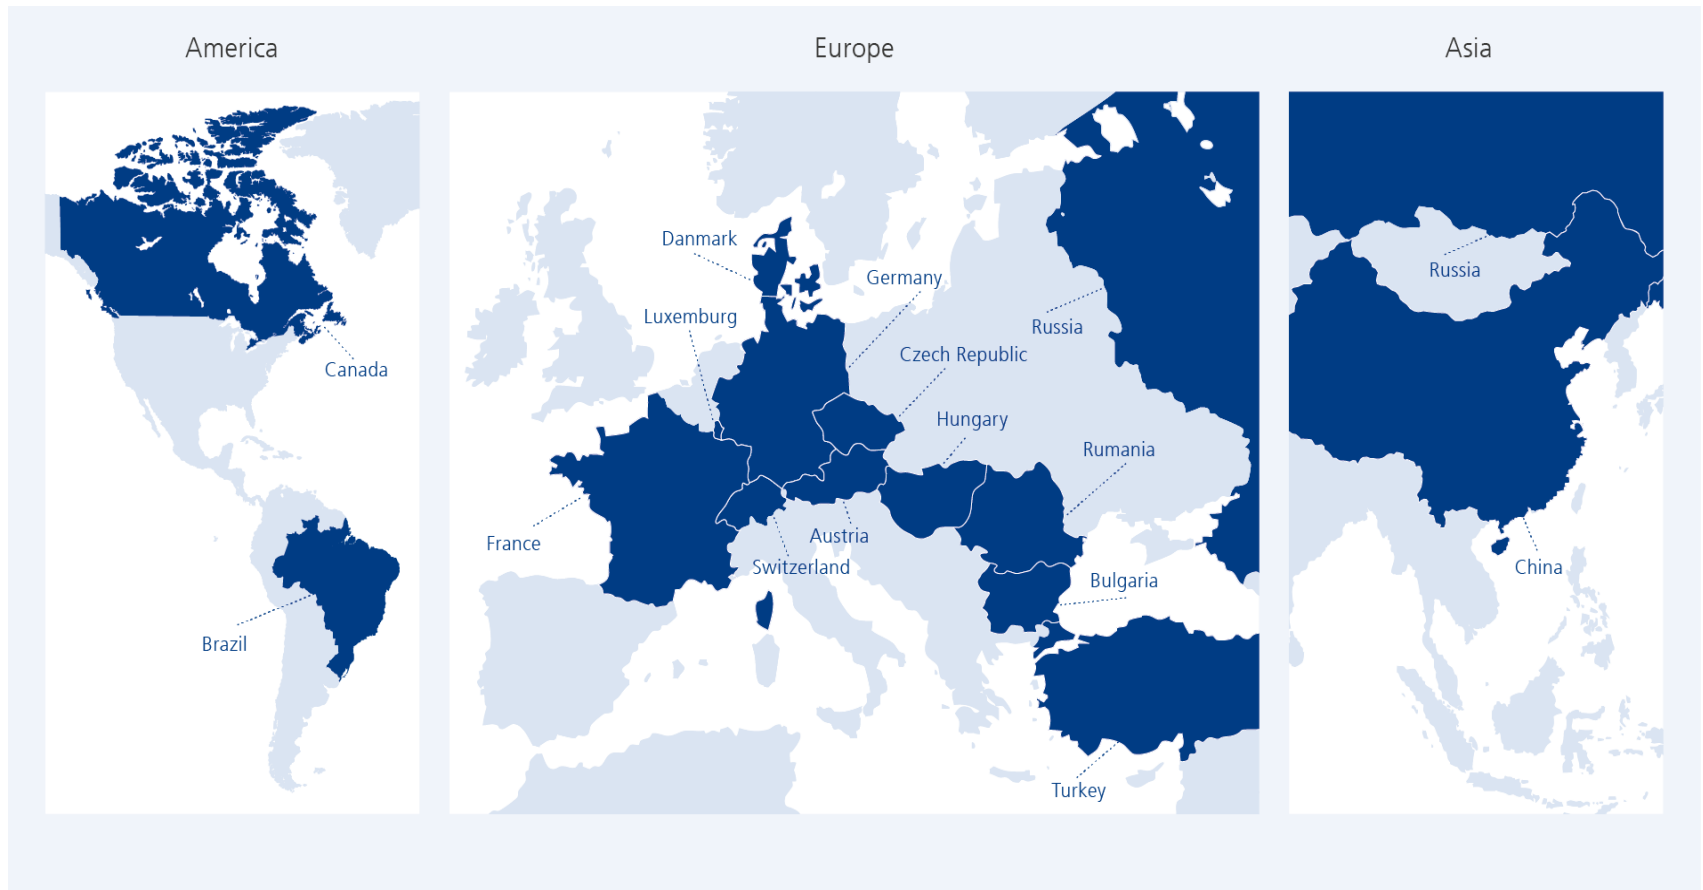 America
Europe
Asia
Danmark
Germany
Luxemburg
Russia
Czech Republic
Hungary
Rumania
France
Austria
Switzerland
Bulgaria
Turkey
Canada
Brazil
Russia
China